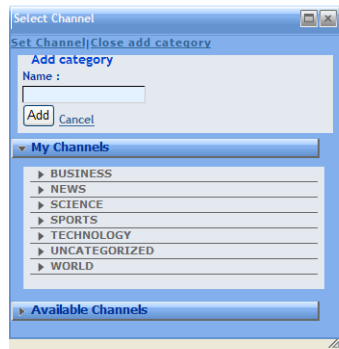 Select Channel
Set Channel|Close add category
Add category
Name :
Add Cancel
My Channels
BUSINESS
NEWS
SCIENCE
SPORTS
TECHNOLOGY
UNCATEGORIZED
WORLD
Available Channels